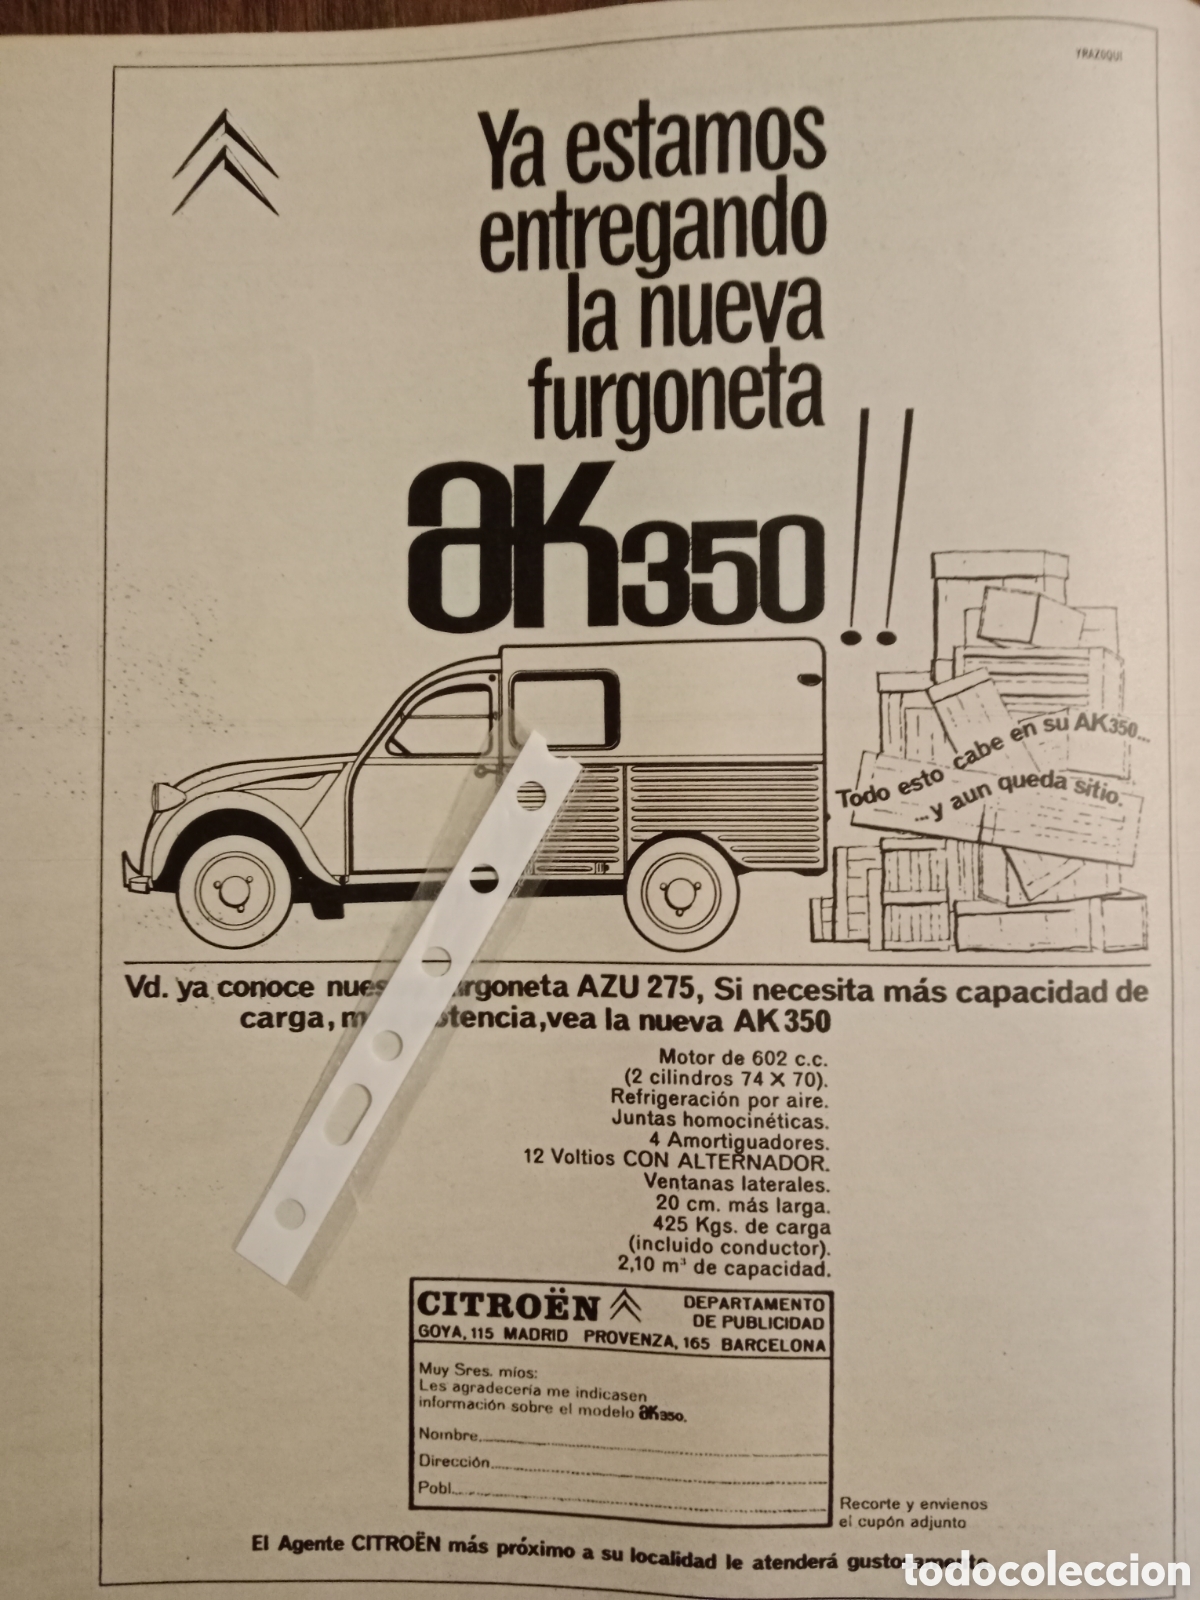 YRAZOQUI
Ya estamos
entregando
la nueva
furgoneta
AK350!!
Todo esto cabe en su AK350...
...y aun queda sitio.
Vd. ya conoce furgoneta AZU 275, Si necesita más capacidad de
carga, vea la nueva AK 350
Motor de 602 c.c.
(2 cilindros 74 X 70).
Refrigeración por aire.
Juntas homocinéticas.
4 Amortiguadores.
12 Voltios CON ALTERNADOR.
Ventanas laterales.
20 cm. más larga.
425 Kgs. de carga
(incluido conductor).
2,10 m³ de capacidad.
CITROËN DEPARTAMENTO
DE PUBLICIDAD
GOYA, 115 MADRID PROVENZA, 165 BARCELONA
Muy Sres. míos:
Les agradecería me indicasen
información sobre el modelo AK350.
Nombre
Dirección
Pobl.
Recorte y envienos
el cupón adjunto
El Agente CITROËN más próximo a su localidad le atenderá gustosamente
todocoleccion